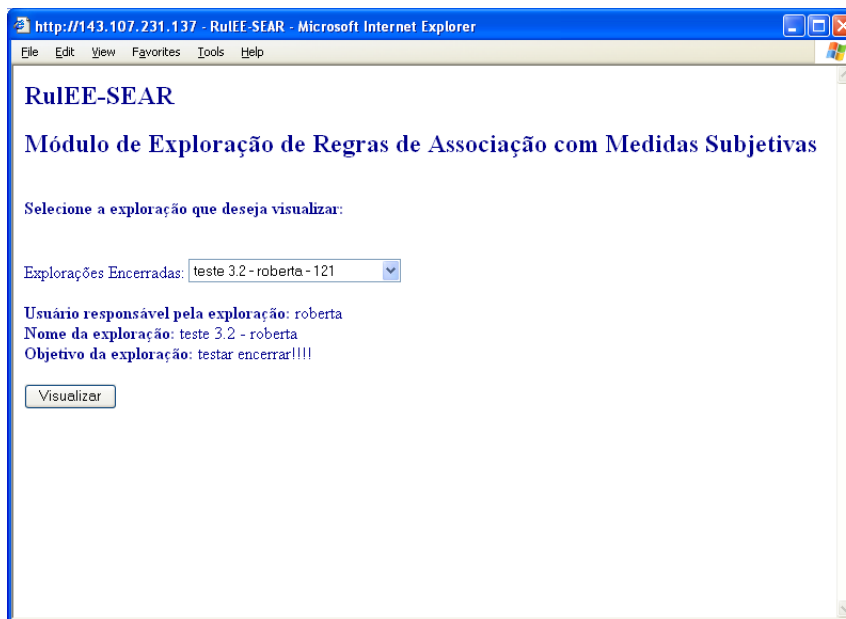 http://143.107.231.137 - RulEE-SEAR - Microsoft Internet Explorer
File Edit View Favorites Tools Help
RulEE-SEAR
Módulo de Exploração de Regras de Associação com Medidas Subjetivas
Selecione a exploração que deseja visualizar:
Explorações Encerradas: teste 3.2 - roberta - 121
Usuário responsável pela exploração: roberta
Nome da exploração: teste 3.2 - roberta
Objetivo da exploração: testar encerrar!!!!
Visualizar